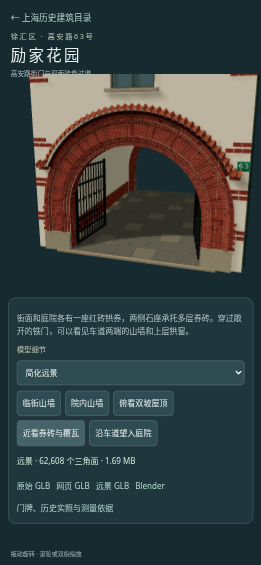 ← 上海历史建筑目录
徐汇区 · 高安路63号
励家花园
高安路街门与双面砖券过道
63
街面和庭院各有一座红砖拱券，两侧石座承托多层券砖。穿过敞
开的铁门，可以看见车道两端的山墙和上层拱窗。
模型细节
简化远景
临街山墙 院内山墙 俯看双坡屋顶
近看券砖与覆瓦 沿车道望入庭院
远景 · 62,608 个三角面 · 1.69 MB
原始 GLB 网页 GLB 远景 GLB Blender
门牌、历史实照与测量依据
拖动旋转 · 滚轮或双指缩放